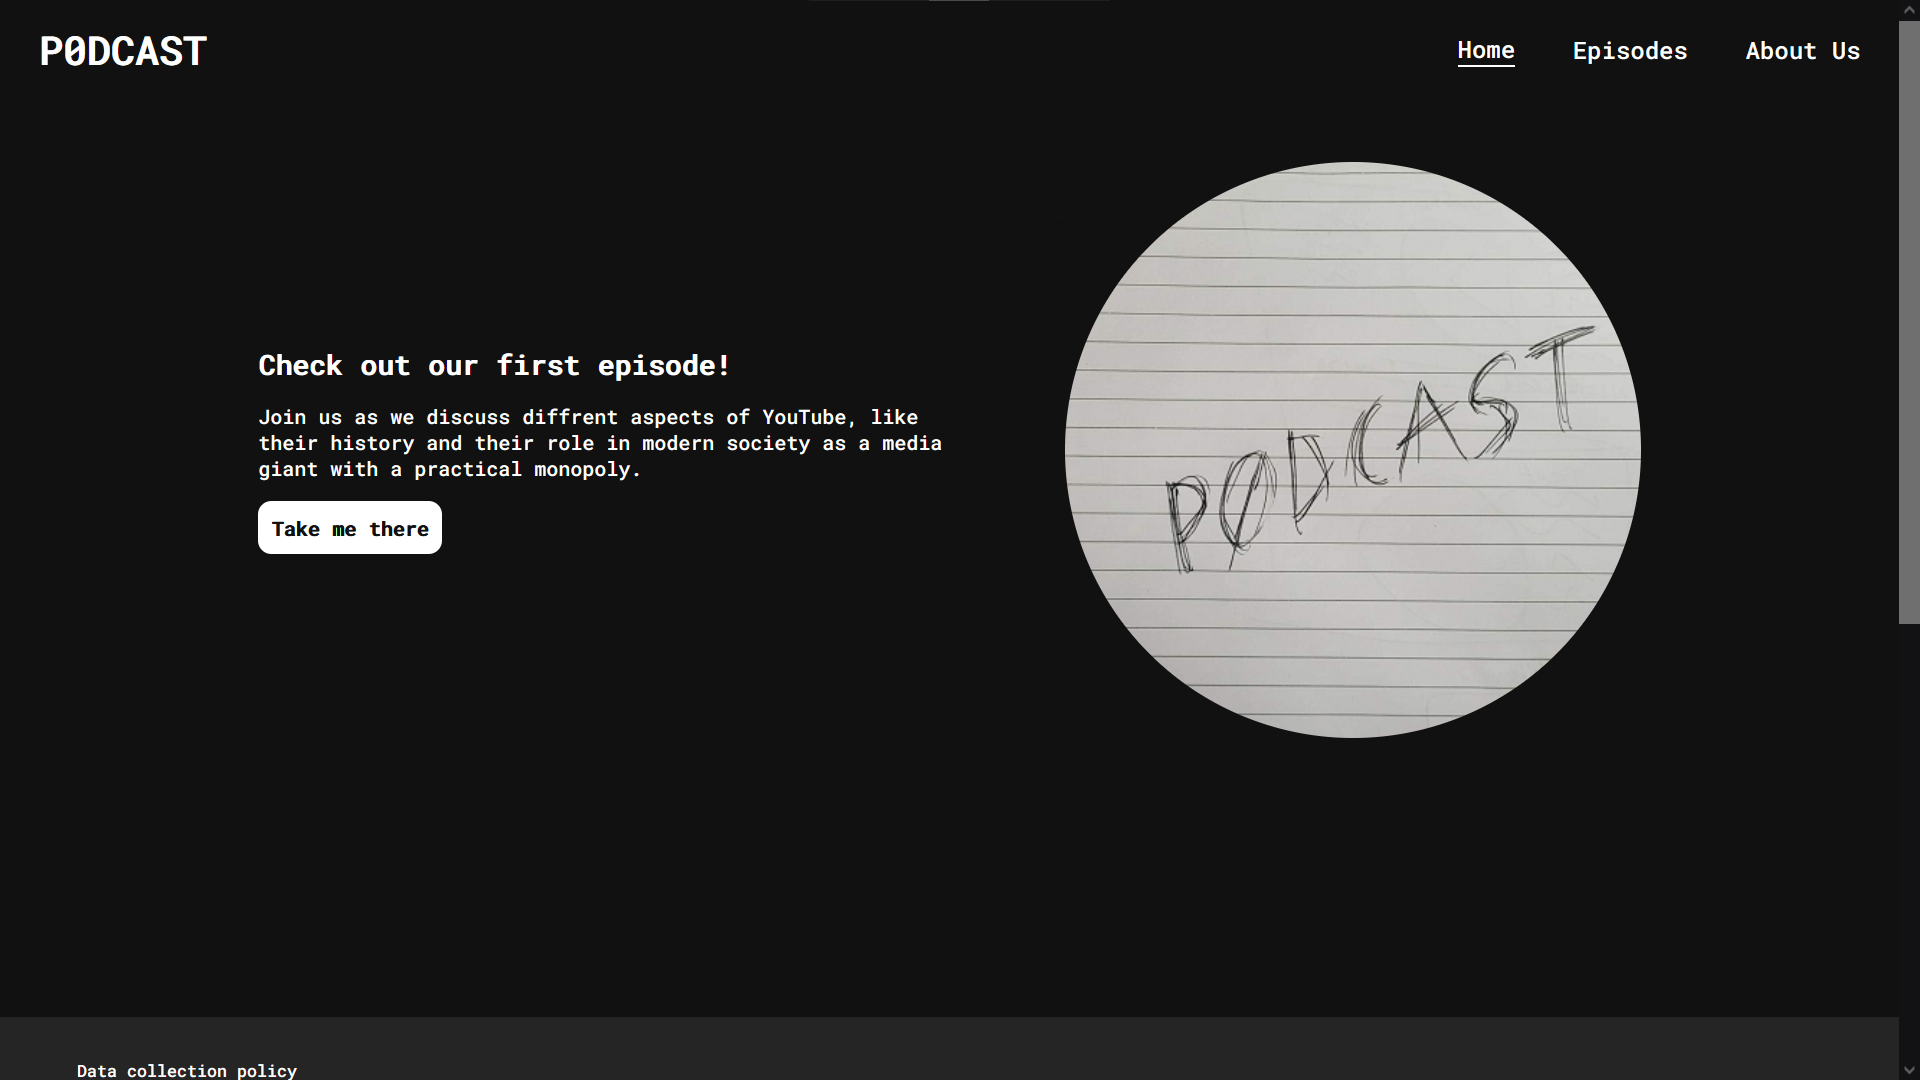 P0DCAST
Home
Episodes
About Us
Check out our first episode!
Join us as we discuss diffrent aspects of YouTube, like
their history and their role in modern society as a media
giant with a practical monopoly.
Take me there
P0DCAST
Data collection policy